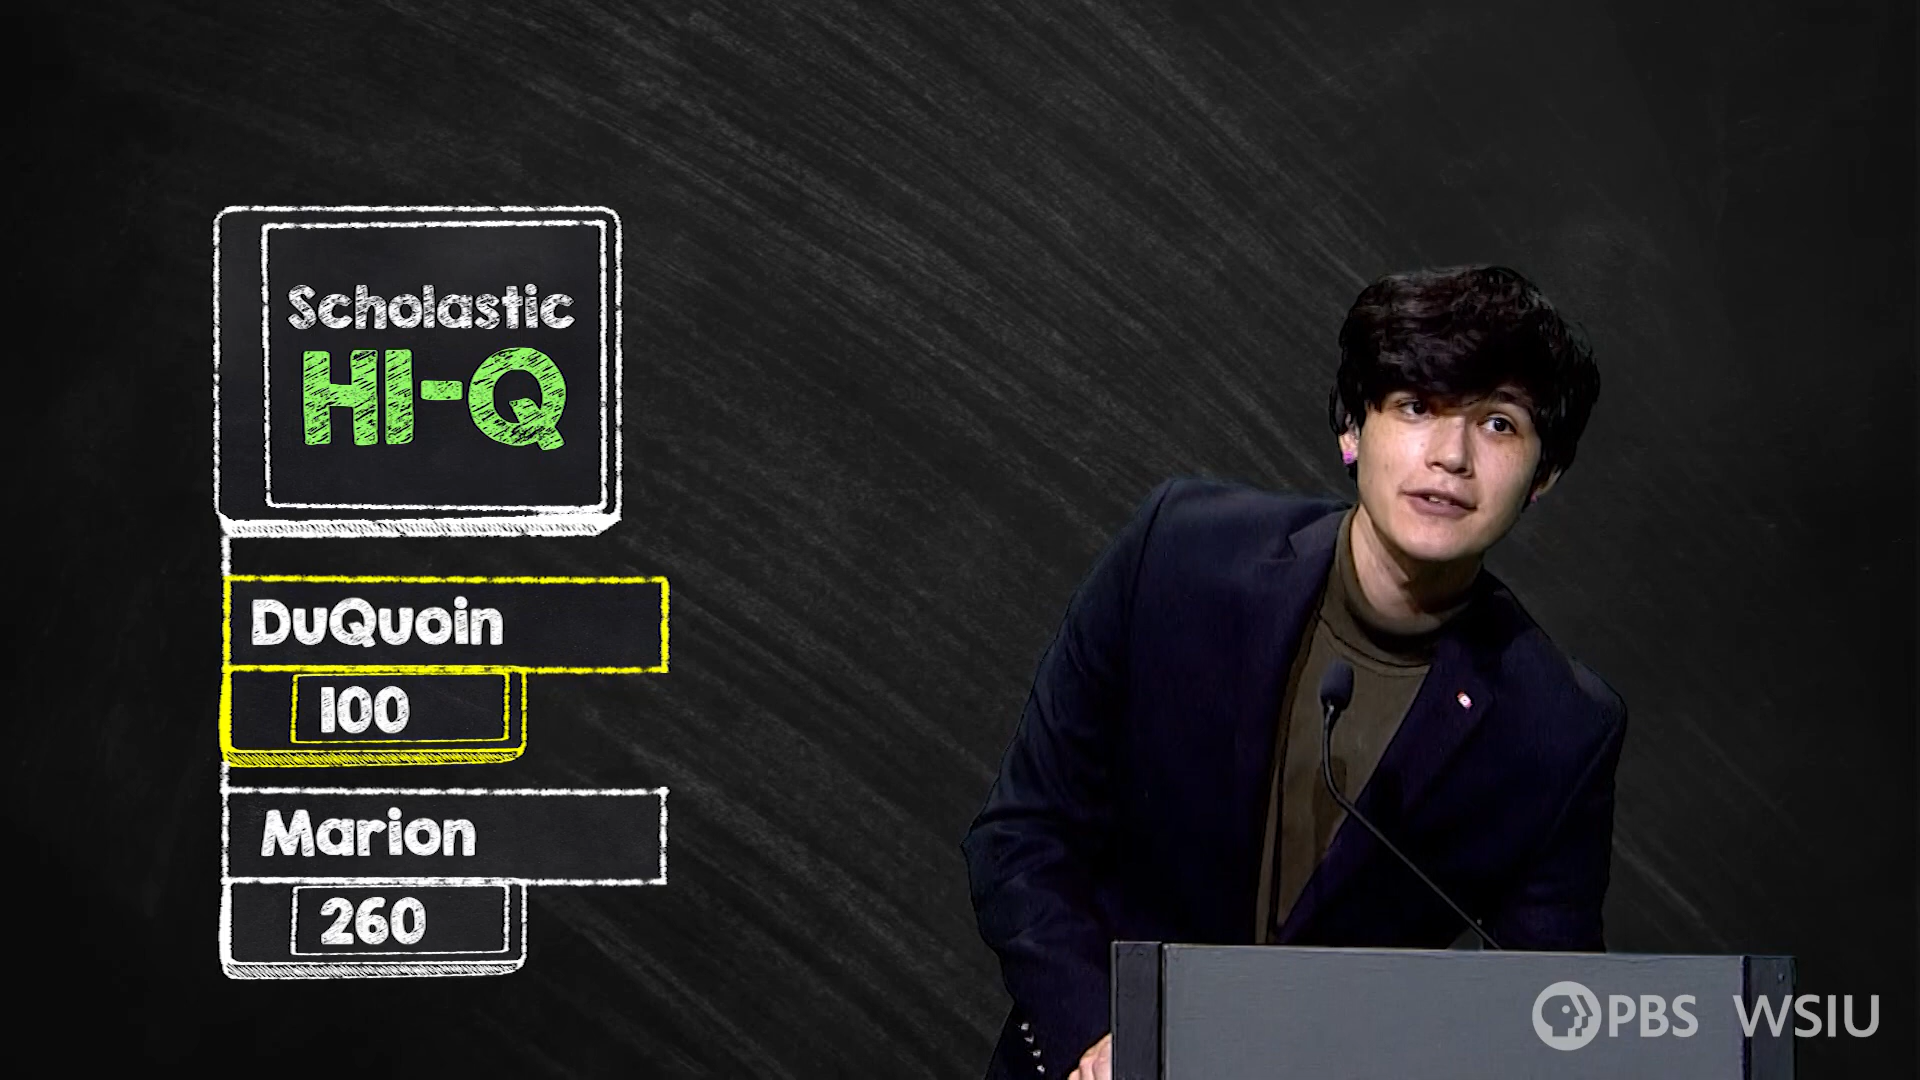 Scholastic
HI-Q
DuQuoin
100
Marion
260
PBS WSIU